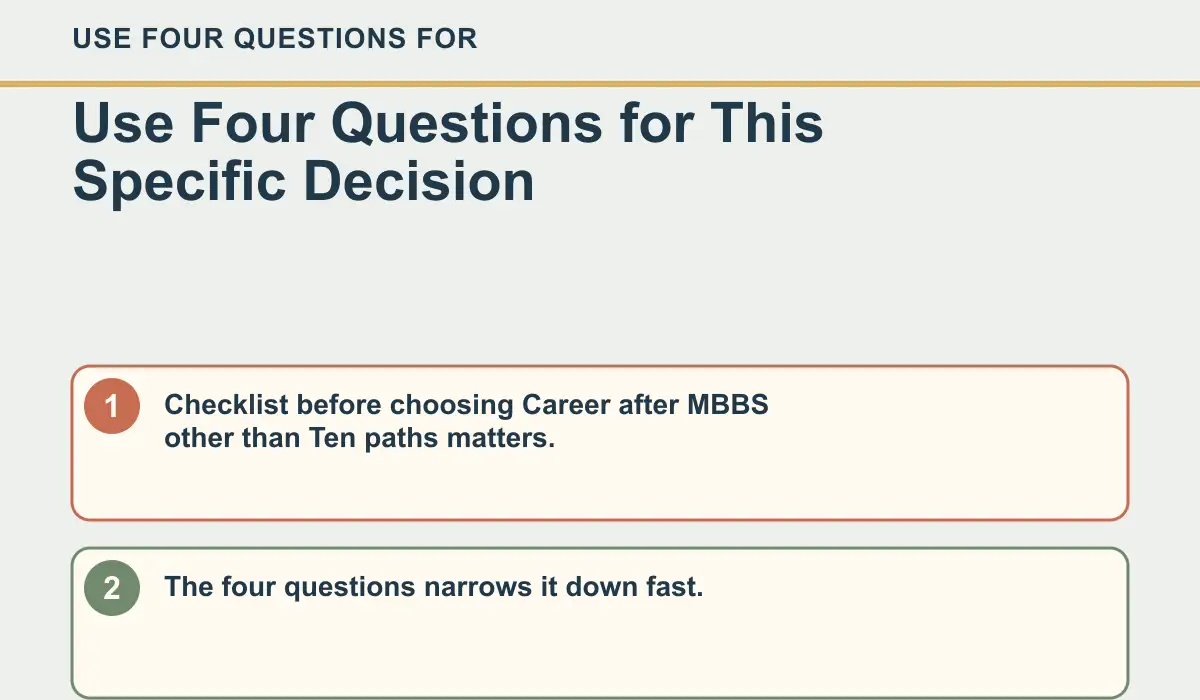 USE FOUR QUESTIONS FOR
Use Four Questions for This
Specific Decision
1
Checklist before choosing Career after MBBS
other than Ten paths matters.
2
The four questions narrows it down fast.